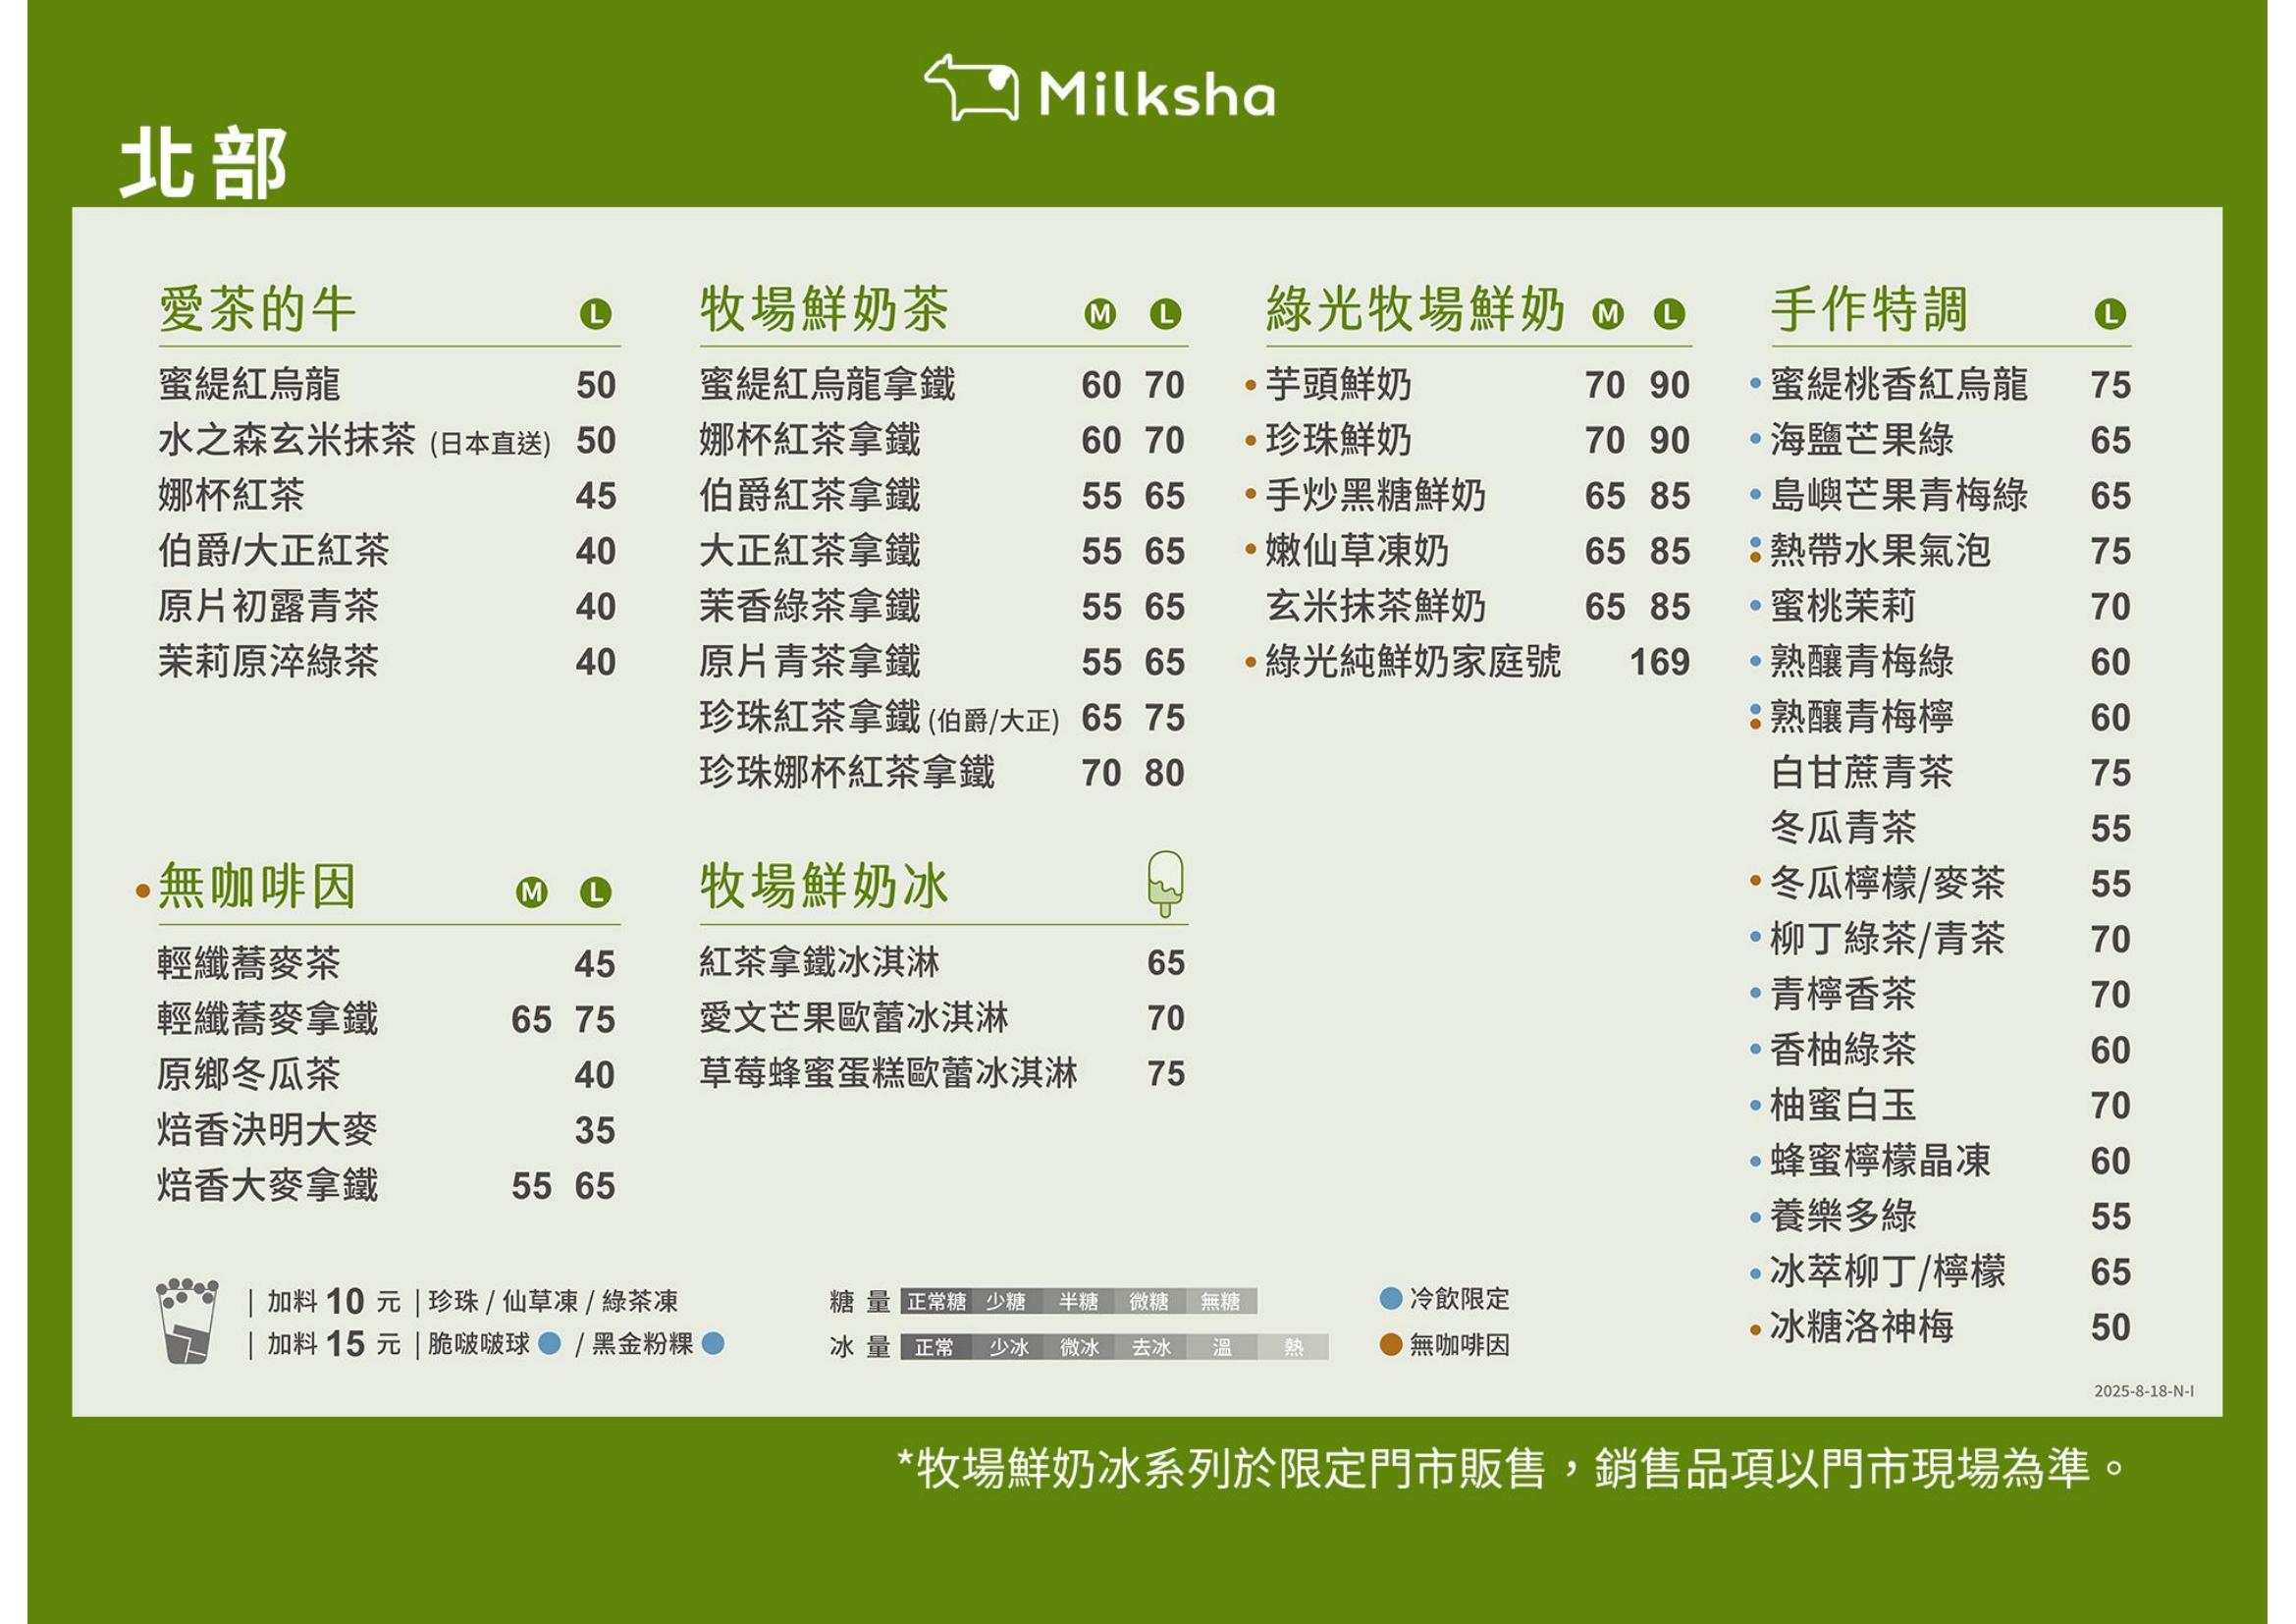 Milksha
北部
愛茶的牛 L
蜜緹紅烏龍 50
水之森玄米抹茶 (日本直送) 50
娜杯紅茶 45
伯爵/大正紅茶 40
原片初露青茶 40
茉莉原淬綠茶 40
無咖啡因 M L
輕纖蕎麥茶 45
輕纖蕎麥拿鐵 65 75
原鄉冬瓜茶 40
焙香決明大麥 35
焙香大麥拿鐵 55 65
牧場鮮奶茶 M L
蜜緹紅烏龍拿鐵 60 70
娜杯紅茶拿鐵 60 70
伯爵紅茶拿鐵 55 65
大正紅茶拿鐵 55 65
茉香綠茶拿鐵 55 65
原片青茶拿鐵 55 65
珍珠紅茶拿鐵 (伯爵/大正) 65 75
珍珠娜杯紅茶拿鐵 70 80
牧場鮮奶冰
紅茶拿鐵冰淇淋 65
愛文芒果歐蕾冰淇淋 70
草莓蜂蜜蛋糕歐蕾冰淇淋 75
綠光牧場鮮奶 M L
芋頭鮮奶 70 90
珍珠鮮奶 70 90
手炒黑糖鮮奶 65 85
嫩仙草凍奶 65 85
玄米抹茶鮮奶 65 85
綠光純鮮奶家庭號 169
手作特調 L
蜜緹桃香紅烏龍 75
海鹽芒果綠 65
島嶼芒果青梅綠 65
熱帶水果氣泡 75
蜜桃茉莉 70
熟釀青梅綠 60
熟釀青梅檸 60
白甘蔗青茶 75
冬瓜青茶 55
冬瓜檸檬/麥茶 55
柳丁綠茶/青茶 70
青檸香茶 70
香柚綠茶 60
柚蜜白玉 70
蜂蜜檸檬晶凍 60
養樂多綠 55
冰萃柳丁/檸檬 65
冰糖洛神梅 50
| 加料 10 元 | 珍珠 / 仙草凍 / 綠茶凍
| 加料 15 元 | 脆啵啵球 / 黑金粉粿
糖量 正常糖 少糖 半糖 微糖 無糖
冰量 正常 少冰 微冰 去冰 溫 熱
冷飲限定
無咖啡因
2025-8-18-N-I
*牧場鮮奶冰系列於限定門市販售，銷售品項以門市現場為準。